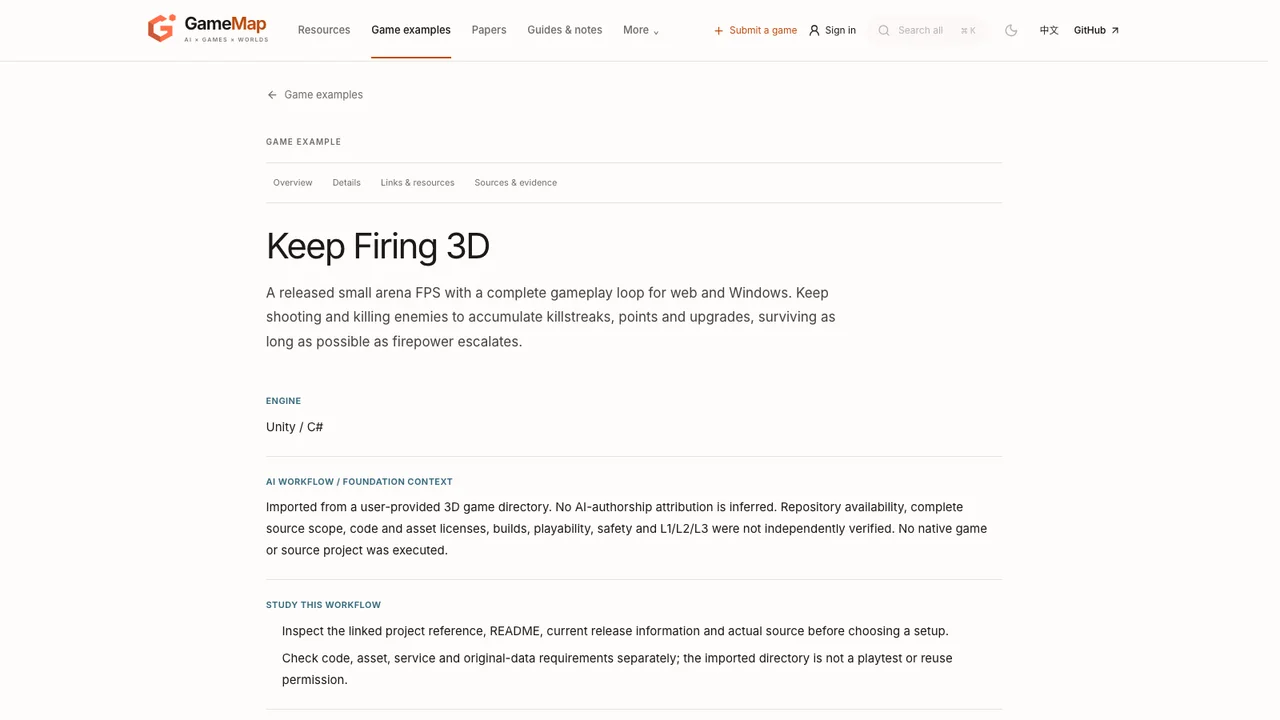 GameMap
AI × GAMES × WORLDS
Resources
Game examples
Papers
Guides & notes
More
+ Submit a game
Sign in
Search all
⌘ K
中文
GitHub ↗
← Game examples
GAME EXAMPLE
Overview
Details
Links & resources
Sources & evidence
Keep Firing 3D
A released small arena FPS with a complete gameplay loop for web and Windows. Keep
shooting and killing enemies to accumulate killstreaks, points and upgrades, surviving as
long as possible as firepower escalates.
ENGINE
Unity / C#
AI WORKFLOW / FOUNDATION CONTEXT
Imported from a user-provided 3D game directory. No AI-authorship attribution is inferred. Repository availability, complete
source scope, code and asset licenses, builds, playability, safety and L1/L2/L3 were not independently verified. No native game
or source project was executed.
STUDY THIS WORKFLOW
Inspect the linked project reference, README, current release information and actual source before choosing a setup.
Check code, asset, service and original-data requirements separately; the imported directory is not a playtest or reuse
permission.